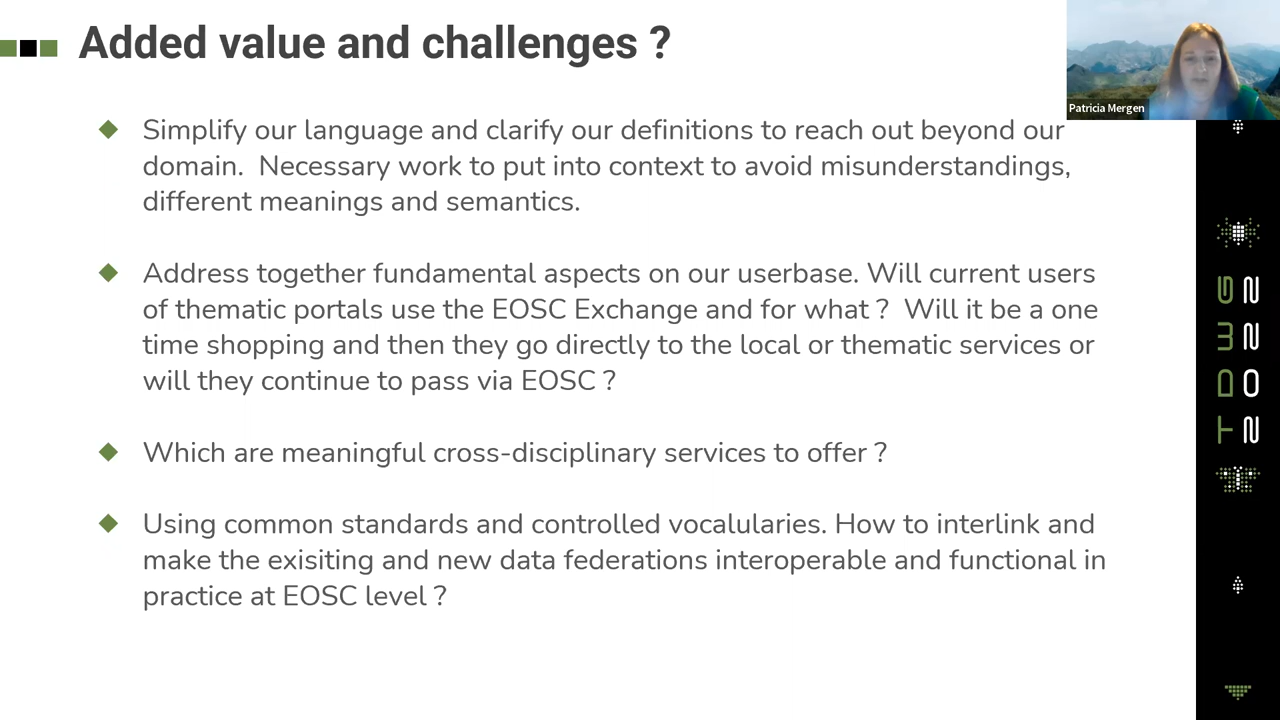 Added value and challenges ?
Patricia Mergen
Simplify our language and clarify our definitions to reach out beyond our
domain.  Necessary work to put into context to avoid misunderstandings,
different meanings and semantics.
Address together fundamental aspects on our userbase. Will current users
of thematic portals use the EOSC Exchange and for what ?  Will it be a one
time shopping and then they go directly to the local or thematic services or
will they continue to pass via EOSC ?
Which are meaningful cross-disciplinary services to offer ?
Using common standards and controlled vocalularies. How to interlink and
make the exisiting and new data federations interoperable and functional in
practice at EOSC level ?
TDWG
2022